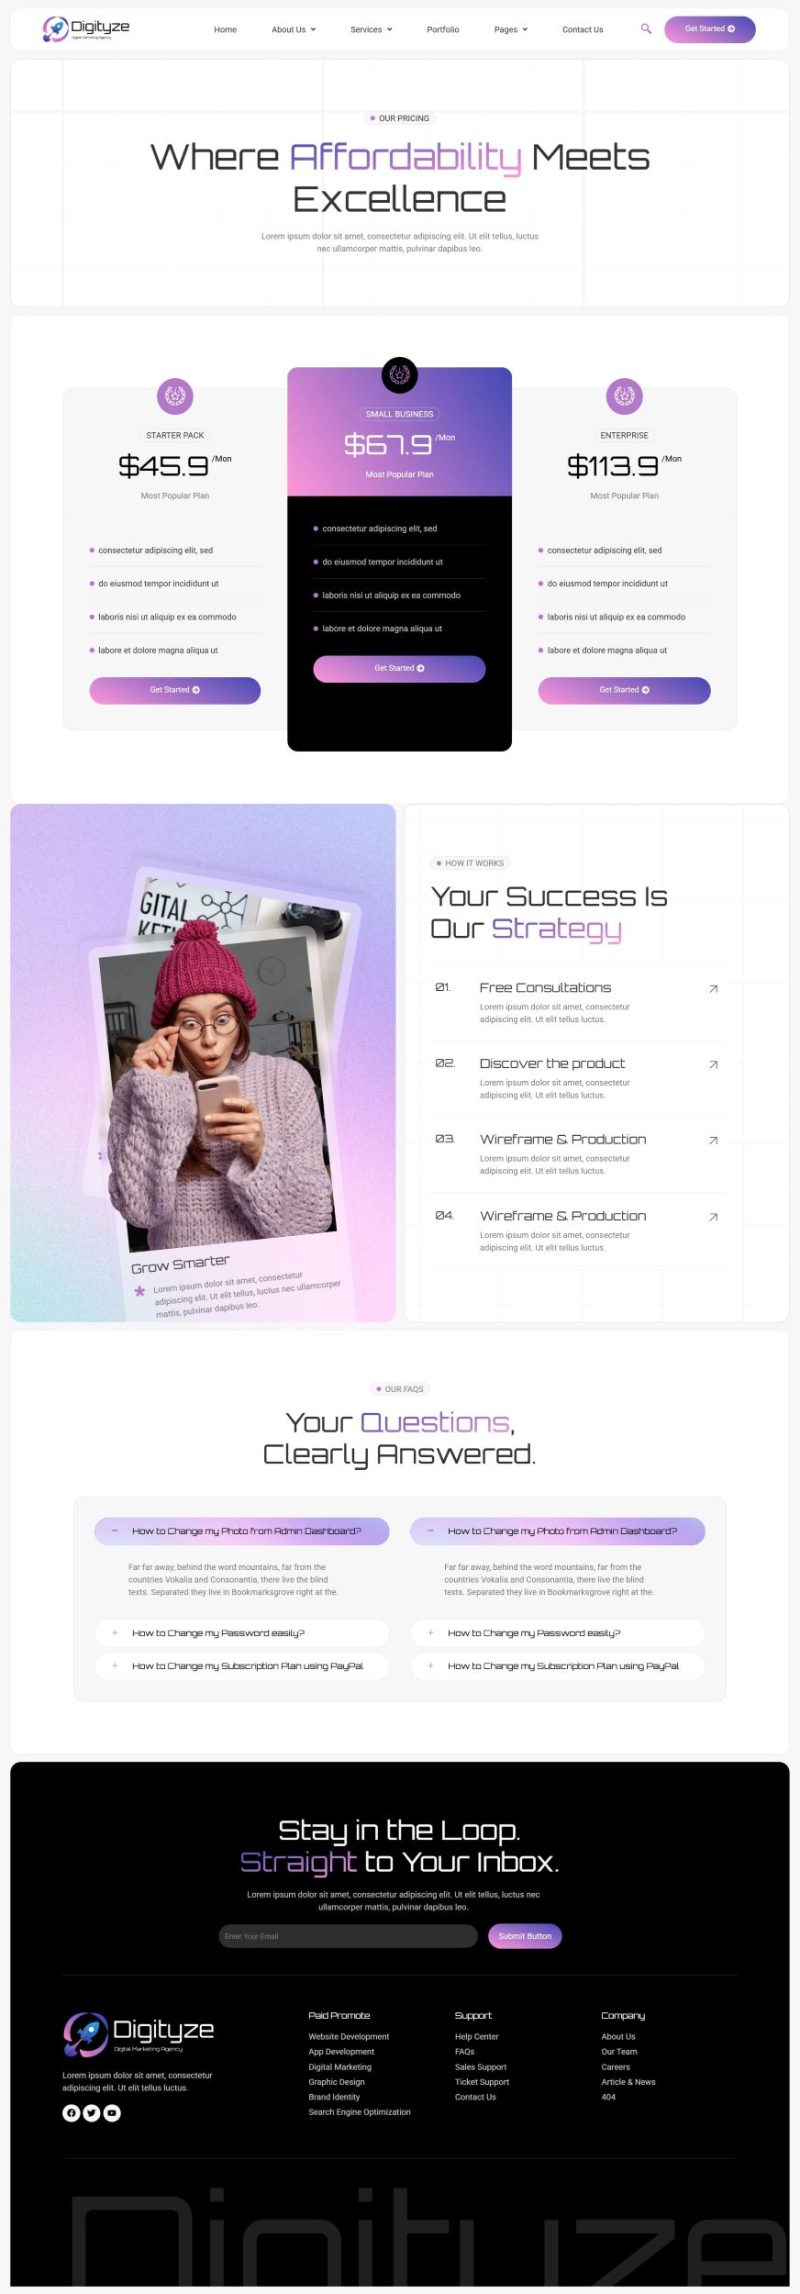 Digityze
Digital Marketing Agency
Home
About Us
Services
Portfolio
Pages
Contact Us
Get Started
OUR PRICING
Where Affordability Meets
Excellence
Lorem ipsum dolor sit amet, consectetur adipiscing elit. Ut elit tellus, luctus
nec ullamcorper mattis, pulvinar dapibus leo.
STARTER PACK
$45.9 /Mon
Most Popular Plan
consectetur adipiscing elit, sed
do eiusmod tempor incididunt ut
laboris nisi ut aliquip ex ea commodo
labore et dolore magna aliqua ut
Get Started
SMALL BUSINESS
$67.9 /Mon
Most Popular Plan
consectetur adipiscing elit, sed
do eiusmod tempor incididunt ut
laboris nisi ut aliquip ex ea commodo
labore et dolore magna aliqua ut
Get Started
ENTERPRISE
$113.9 /Mon
Most Popular Plan
consectetur adipiscing elit, sed
do eiusmod tempor incididunt ut
laboris nisi ut aliquip ex ea commodo
labore et dolore magna aliqua ut
Get Started
GITAL
KETI
Grow Smarter
Lorem ipsum dolor sit amet, consectetur
adipiscing elit. Ut elit tellus, luctus nec ullamcorper
mattis, pulvinar dapibus leo.
HOW IT WORKS
Your Success Is
Our Strategy
01. Free Consultations
Lorem ipsum dolor sit amet, consectetur
adipiscing elit. Ut elit tellus luctus.
02. Discover the product
Lorem ipsum dolor sit amet, consectetur
adipiscing elit. Ut elit tellus luctus.
03. Wireframe & Production
Lorem ipsum dolor sit amet, consectetur
adipiscing elit. Ut elit tellus luctus.
04. Wireframe & Production
Lorem ipsum dolor sit amet, consectetur
adipiscing elit. Ut elit tellus luctus.
OUR FAQS
Your Questions,
Clearly Answered.
How to Change my Photo from Admin Dashboard?
Far far away, behind the word mountains, far from the
countries Vokalia and Consonantia, there live the blind
texts. Separated they live in Bookmarksgrove right at the.
How to Change my Password easily?
How to Change my Subscription Plan using PayPal
How to Change my Photo from Admin Dashboard?
Far far away, behind the word mountains, far from the
countries Vokalia and Consonantia, there live the blind
texts. Separated they live in Bookmarksgrove right at the.
How to Change my Password easily?
How to Change my Subscription Plan using PayPal
Stay in the Loop.
Straight to Your Inbox.
Lorem ipsum dolor sit amet, consectetur adipiscing elit. Ut elit tellus, luctus nec
ullamcorper mattis, pulvinar dapibus leo.
Enter Your Email
Submit Button
Digityze
Digital Marketing Agency
Lorem ipsum dolor sit amet, consectetur
adipiscing elit. Ut elit tellus luctus.
Paid Promote
Website Development
App Development
Digital Marketing
Graphic Design
Brand Identity
Search Engine Optimization
Support
Help Center
FAQs
Sales Support
Ticket Support
Contact Us
Company
About Us
Our Team
Careers
Article & News
404
Digityze